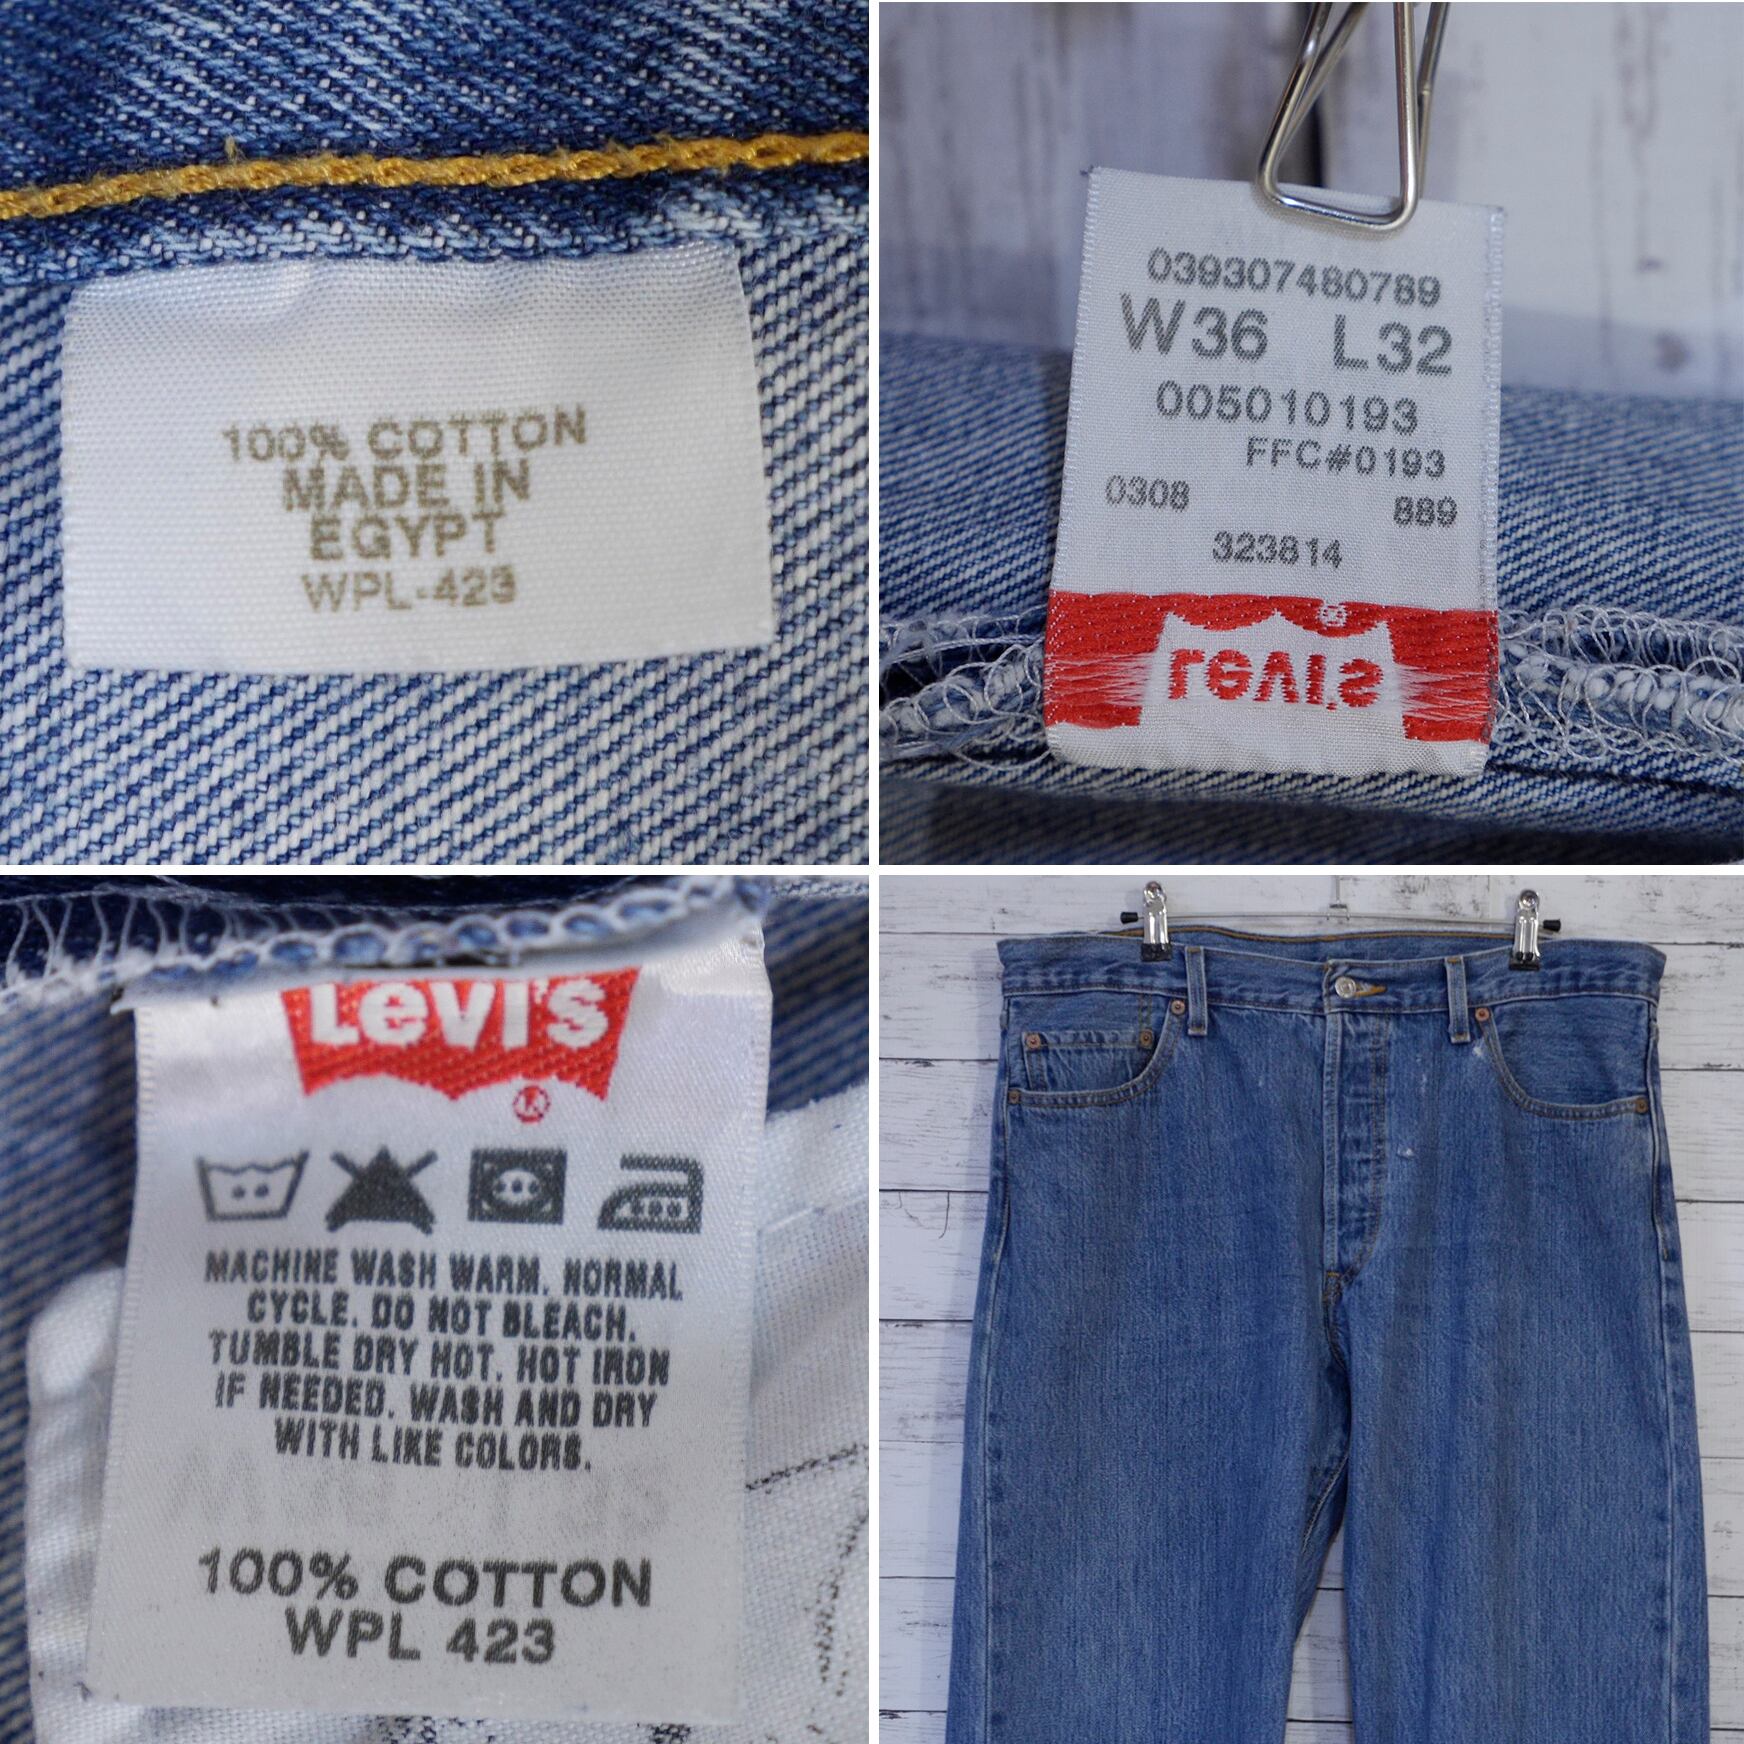 100% COTTON
MADE IN
EGYPT
WPL-423
039307480789
W36 L32
005010193
FFC#0193
0308 889
323814
Levi's
®
Levi's
®
MACHINE WASH WARM. NORMAL
CYCLE. DO NOT BLEACH.
TUMBLE DRY HOT. HOT IRON
IF NEEDED. WASH AND DRY
WITH LIKE COLORS.
100% COTTON
WPL 423